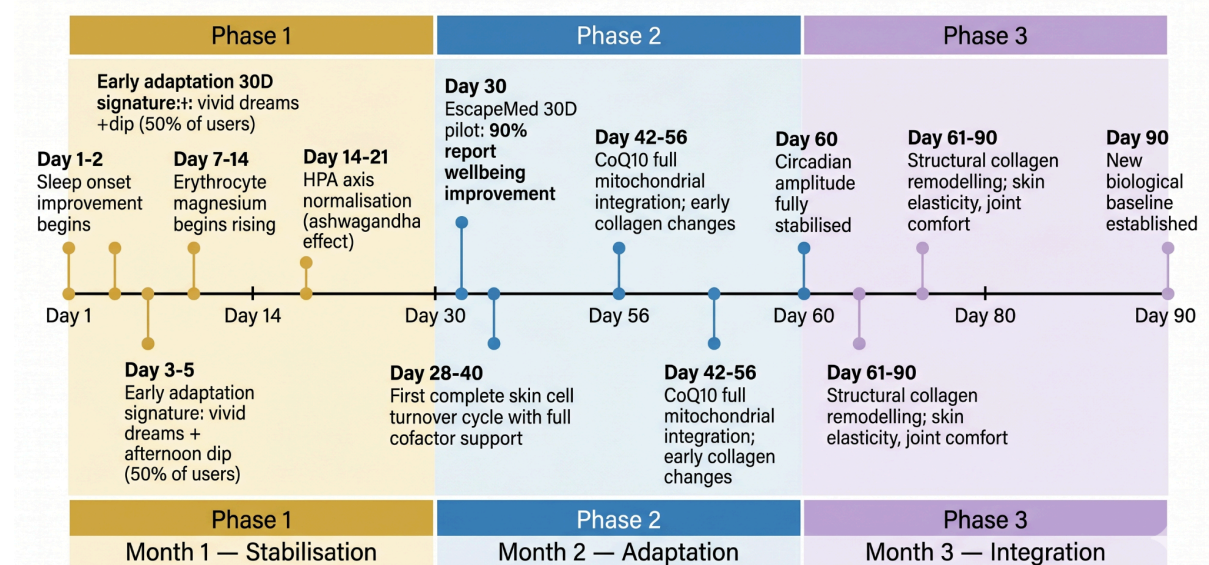 Phase 1
Phase 2
Phase 3
Early adaptation 30D
signature:+: vivid dreams
+dip (50% of users)
Day 1-2
Sleep onset
improvement
begins
Day 7-14
Erythrocyte
magnesium
begins rising
Day 14-21
HPA axis
normalisation
(ashwagandha
effect)
Day 30
EscapeMed 30D
pilot: 90%
report
wellbeing
improvement
Day 42-56
CoQ10 full
mitochondrial
integration; early
collagen changes
Day 60
Circadian
amplitude
fully
stabilised
Day 61-90
Structural collagen
remodelling; skin
elasticity, joint
comfort
Day 90
New
biological
baseline
established
Day 1
Day 14
Day 30
Day 56
Day 60
Day 80
Day 90
Day 3-5
Early adaptation
signature: vivid
dreams +
afternoon dip
(50% of users)
Day 28-40
First complete skin cell
turnover cycle with full
cofactor support
Day 42-56
CoQ10 full
mitochondrial
integration;
early collagen
changes
Day 61-90
Structural collagen
remodelling; skin
elasticity, joint comfort
Phase 1
Phase 2
Phase 3
Month 1 — Stabilisation
Month 2 — Adaptation
Month 3 — Integration